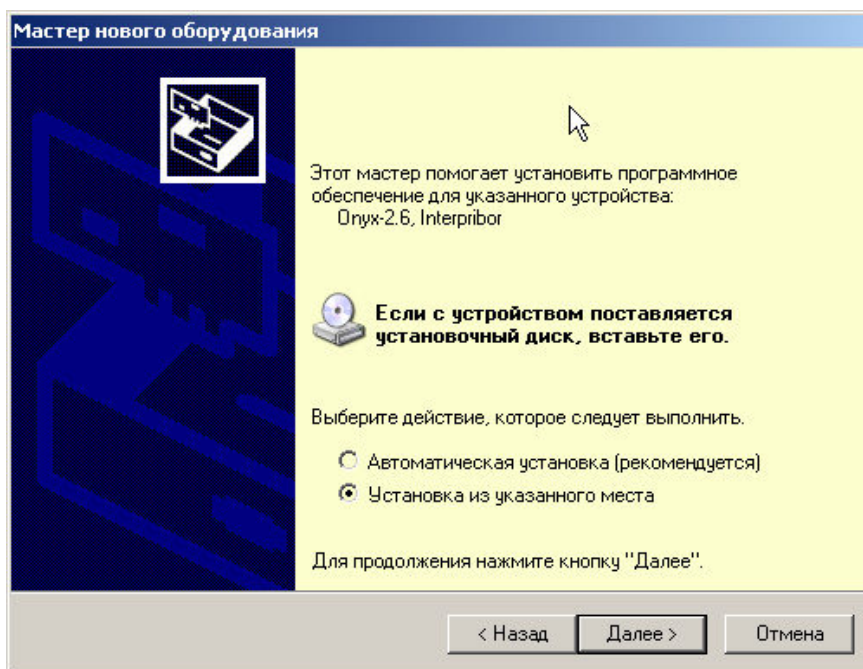 Мастер нового оборудования
Этот мастер помогает установить программное
обеспечение для указанного устройства:
Onyx-2.6, Interpribor
Если с устройством поставляется
установочный диск, вставьте его.
Выберите действие, которое следует выполнить.
Автоматическая установка (рекомендуется)
Установка из указанного места
Для продолжения нажмите кнопку "Далее".
< Назад
Далее >
Отмена